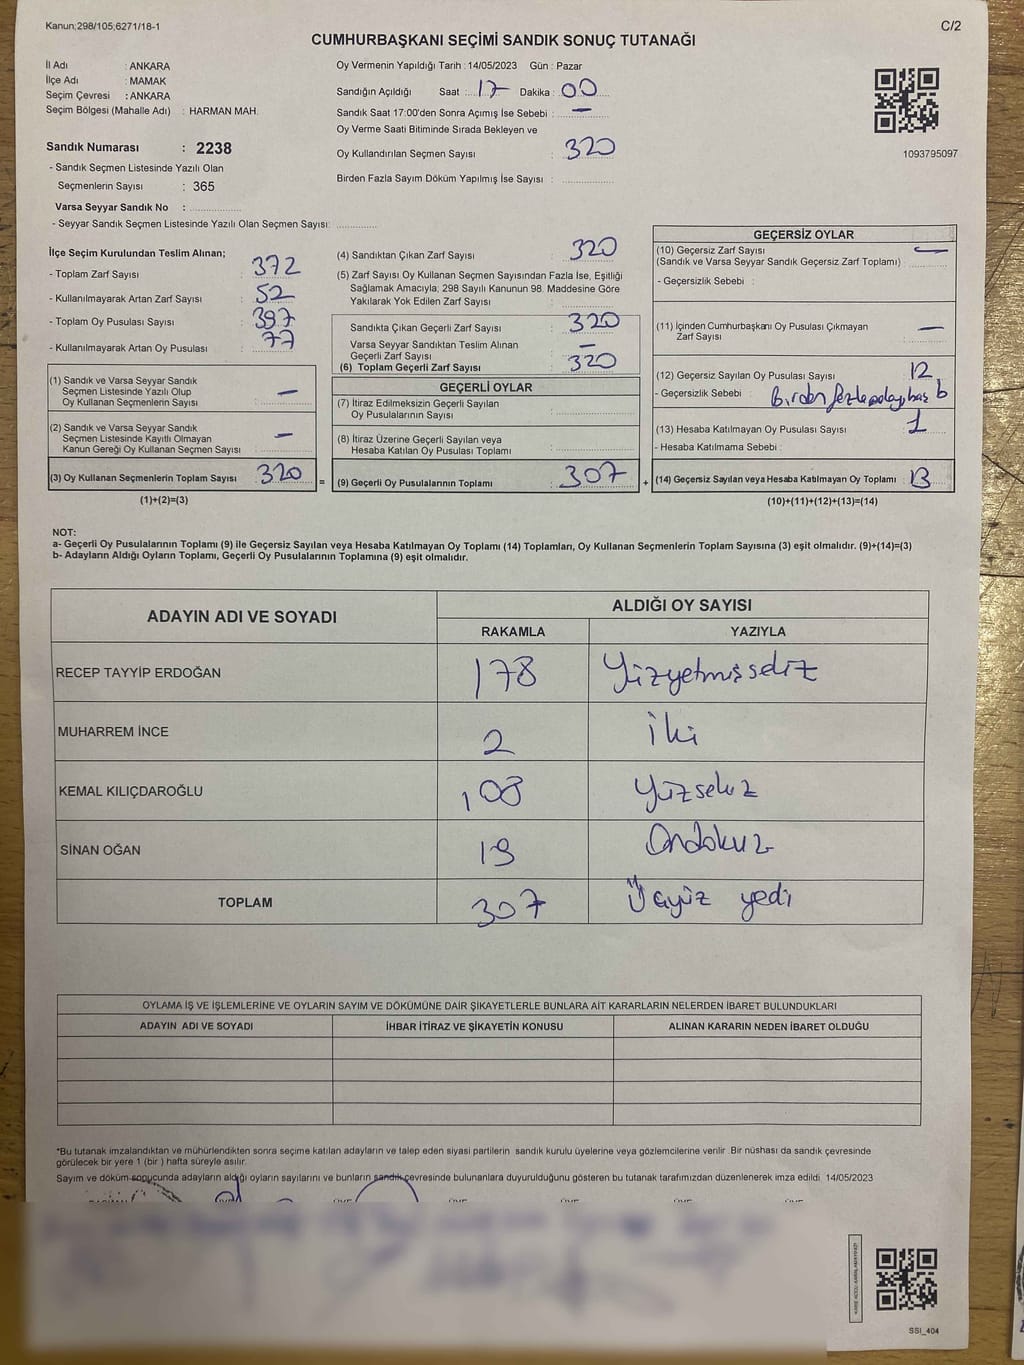 Kanun;298/105;6271/18-1
C/2
CUMHURBAŞKANI SEÇİMİ SANDIK SONUÇ TUTANAĞI
İl Adı : ANKARA
İlçe Adı : MAMAK
Seçim Çevresi : ANKARA
Seçim Bölgesi (Mahalle Adı) : HARMAN MAH.
Sandık Numarası : 2238
- Sandık Seçmen Listesinde Yazılı Olan
Seçmenlerin Sayısı : 365
Varsa Seyyar Sandık No : ..................
- Seyyar Sandık Seçmen Listesinde Yazılı Olan Seçmen Sayısı: ..............
Oy Vermenin Yapıldığı Tarih : 14/05/2023 Gün : Pazar
Sandığın Açıldığı Saat : 17 Dakika : 00
Sandık Saat 17:00'den Sonra Açımış İse Sebebi : —
Oy Verme Saati Bitiminde Sırada Bekleyen ve
Oy Kullandırılan Seçmen Sayısı : 320
Birden Fazla Sayım Döküm Yapılmış İse Sayısı : ..................
1093795097
İlçe Seçim Kurulundan Teslim Alınan;
- Toplam Zarf Sayısı : 372
- Kullanılmayarak Artan Zarf Sayısı : 52
- Toplam Oy Pusulası Sayısı : 397
- Kullanılmayarak Artan Oy Pusulası : 77
(1) Sandık ve Varsa Seyyar Sandık
Seçmen Listesinde Yazılı Olup
Oy Kullanan Seçmenlerin Sayısı : —
(2) Sandık ve Varsa Seyyar Sandık
Seçmen Listesinde Kayıtlı Olmayan
Kanun Gereği Oy Kullanan Seçmen Sayısı : —
(3) Oy Kullanan Seçmenlerin Toplam Sayısı : 320 =
(1)+(2)=(3)
(4) Sandıktan Çıkan Zarf Sayısı : 320
(5) Zarf Sayısı Oy Kullanan Seçmen Sayısından Fazla İse, Eşitliği
Sağlamak Amacıyla; 298 Sayılı Kanunun 98. Maddesine Göre
Yakılarak Yok Edilen Zarf Sayısı :
Sandıkta Çıkan Geçerli Zarf Sayısı : 320
Varsa Seyyar Sandıktan Teslim Alınan
Geçerli Zarf Sayısı : —
(6) Toplam Geçerli Zarf Sayısı : 320
GEÇERLİ OYLAR
(7) İtiraz Edilmeksizin Geçerli Sayılan
Oy Pusulalarının Sayısı :
(8) İtiraz Üzerine Geçerli Sayılan veya
Hesaba Katılan Oy Pusulası Toplamı :
(9) Geçerli Oy Pusulalarının Toplamı : 307 +
GEÇERSİZ OYLAR
(10) Geçersiz Zarf Sayısı —
(Sandık ve Varsa Seyyar Sandık Geçersiz Zarf Toplamı) :
- Geçersizlik Sebebi :
(11) İçinden Cumhurbaşkanı Oy Pusulası Çıkmayan
Zarf Sayısı : —
(12) Geçersiz Sayılan Oy Pusulası Sayısı : 12
- Geçersizlik Sebebi : Birden fazla adaya bas b
(13) Hesaba Katılmayan Oy Pusulası Sayısı : 1
- Hesaba Katılmama Sebebi :
(14) Geçersiz Sayılan veya Hesaba Katılmayan Oy Toplamı : 13
(10)+(11)+(12)+(13)=(14)
NOT:
a- Geçerli Oy Pusulalarının Toplamı (9) ile Geçersiz Sayılan veya Hesaba Katılmayan Oy Toplamı (14) Toplamları, Oy Kullanan Seçmenlerin Toplam Sayısına (3) eşit olmalıdır. (9)+(14)=(3)
b- Adayların Aldığı Oyların Toplamı, Geçerli Oy Pusulalarının Toplamına (9) eşit olmalıdır.
ADAYIN ADI VE SOYADI ALDIĞI OY SAYISI
RAKAMLA YAZIYLA
RECEP TAYYİP ERDOĞAN 178 Yüzyetmişsekiz
MUHARREM İNCE 2 iki
KEMAL KILIÇDAROĞLU 108 Yüzsekiz
SİNAN OĞAN 19 Ondokuz
TOPLAM 307 Üçyüz yedi
OYLAMA İŞ VE İŞLEMLERİNE VE OYLARIN SAYIM VE DÖKÜMÜNE DAİR ŞİKAYETLERLE BUNLARA AİT KARARLARIN NELERDEN İBARET BULUNDUKLARI
ADAYIN ADI VE SOYADI İHBAR İTİRAZ VE ŞİKAYETİN KONUSU ALINAN KARARIN NEDEN İBARET OLDUĞU
*Bu tutanak imzalandıktan ve mühürlendikten sonra seçime katılan adayların ve talep eden siyasi partilerin sandık kurulu üyelerine veya gözlemcilerine verilir. Bir nüshası da sandık çevresinde
görülecek bir yere 1 (bir ) hafta süreyle asılır.
Sayım ve döküm sonucunda adayların aldığı oyların sayılarını ve bunların sandık çevresinde bulunanlara duyurulduğunu gösteren bu tutanak tarafımızdan düzenlenerek imza edildi. 14/05/2023
SSI_404